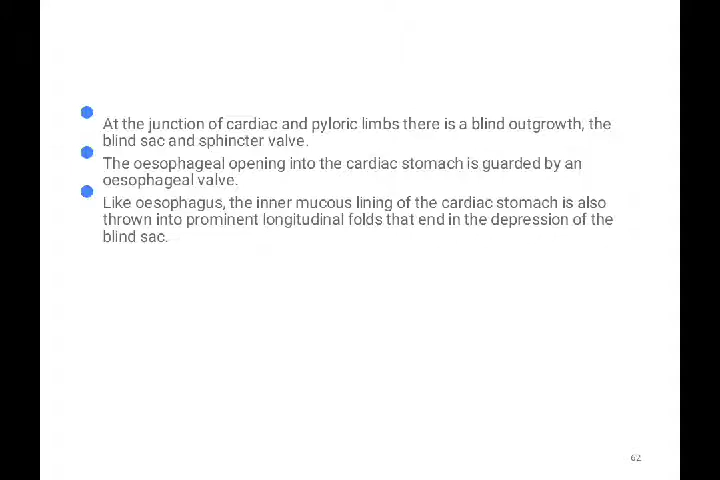 At the junction of cardiac and pyloric limbs there is a blind outgrowth, the
blind sac and sphincter valve.
The oesophageal opening into the cardiac stomach is guarded by an
oesophageal valve.
Like oesophagus, the inner mucous lining of the cardiac stomach is also
thrown into prominent longitudinal folds that end in the depression of the
blind sac.
62